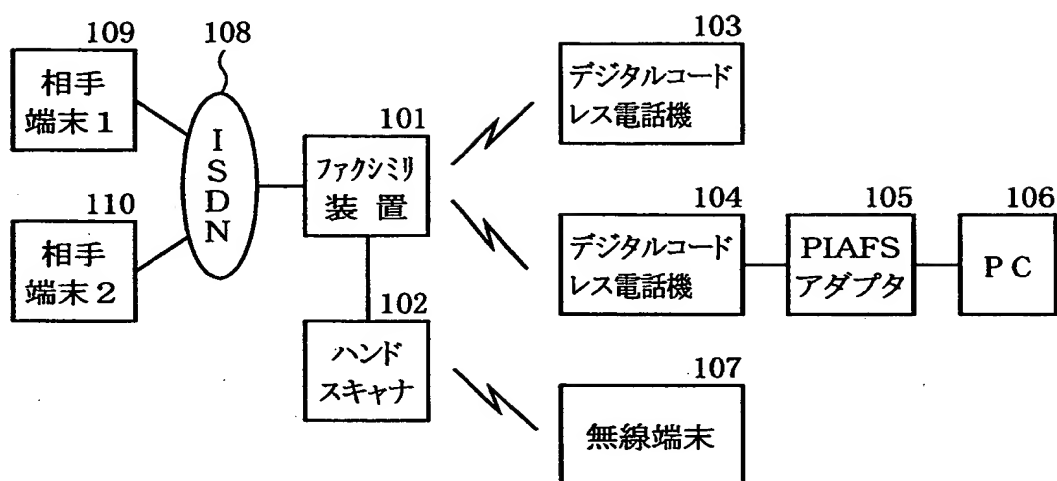 109
相手
端末1
108
ISDN
101
ファクシミリ
装置
103
デジタルコード
レス電話機
110
相手
端末2
104
デジタルコード
レス電話機
105
PIAFS
アダプタ
106
PC
102
ハンド
スキャナ
107
無線端末